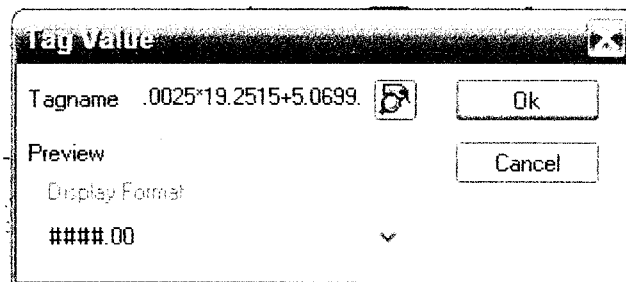 Tag Value
Tagname .0025*19.2515+5.0699. Ok
Preview Cancel
Display Format
####.00